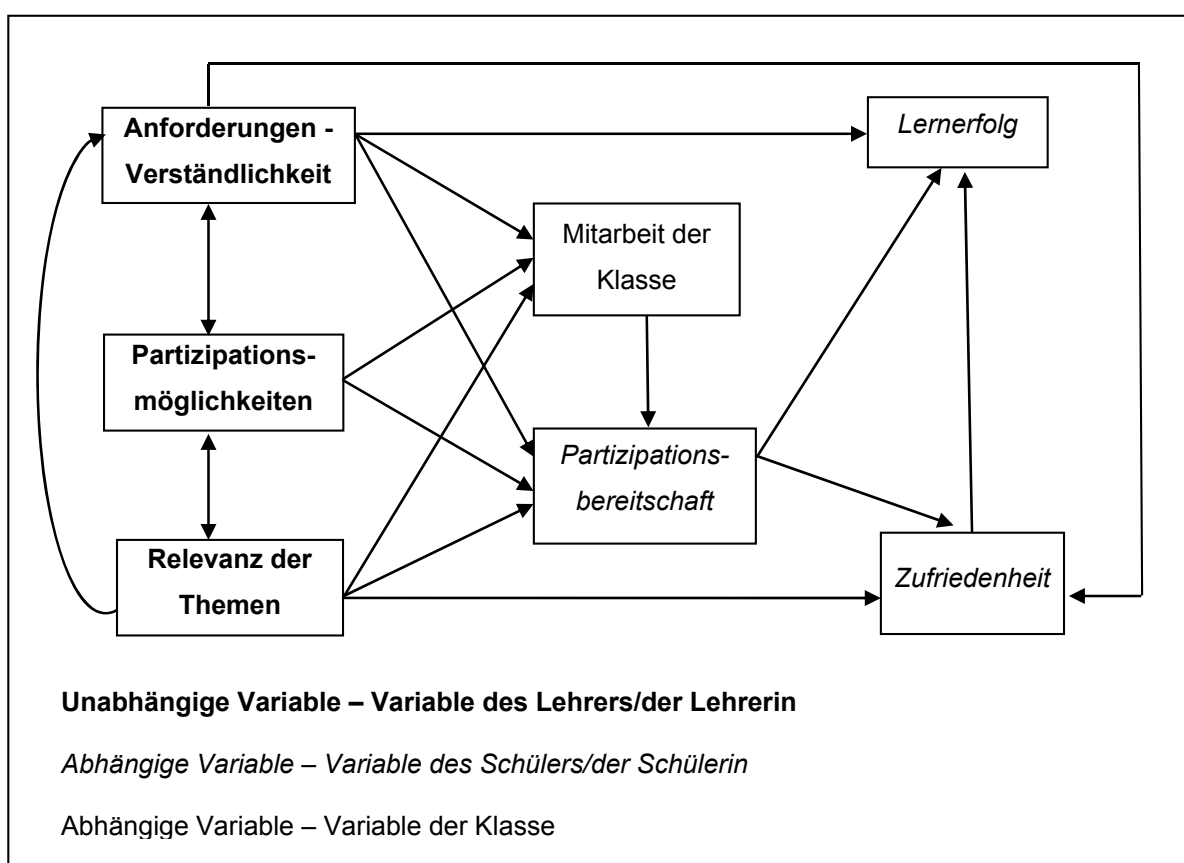 Anforderungen -
Verständlichkeit
Lernerfolg
Mitarbeit der
Klasse
Partizipations-
möglichkeiten
Partizipations-
bereitschaft
Relevanz der
Themen
Zufriedenheit
Unabhängige Variable – Variable des Lehrers/der Lehrerin
Abhängige Variable – Variable des Schülers/der Schülerin
Abhängige Variable – Variable der Klasse